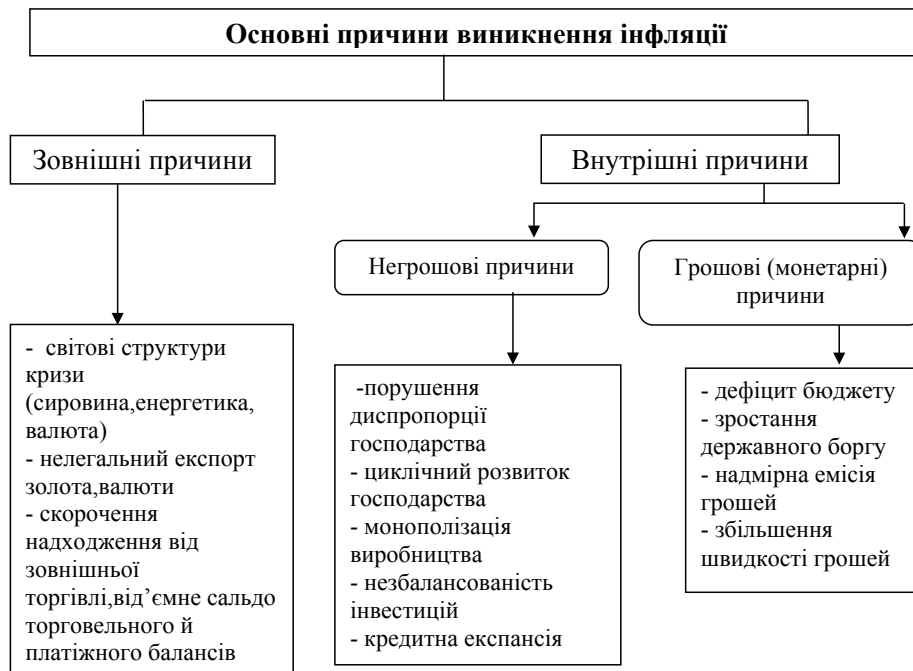 Основні причини виникнення інфляції
Зовнішні причини
Внутрішні причини
Негрошові причини
Грошові (монетарні)
причини
- світові структури
кризи
(сировина,енергетика,
валюта)
- нелегальний експорт
золота,валюти
- скорочення
надходження від
зовнішньої
торгівлі,від’ємне сальдо
торговельного й
платіжного балансів
-порушення
диспропорції
господарства
- циклічний розвиток
господарства
- монополізація
виробництва
- незбалансованість
інвестицій
- кредитна експансія
- дефіцит бюджету
- зростання
державного боргу
- надмірна емісія
грошей
- збільшення
швидкості грошей